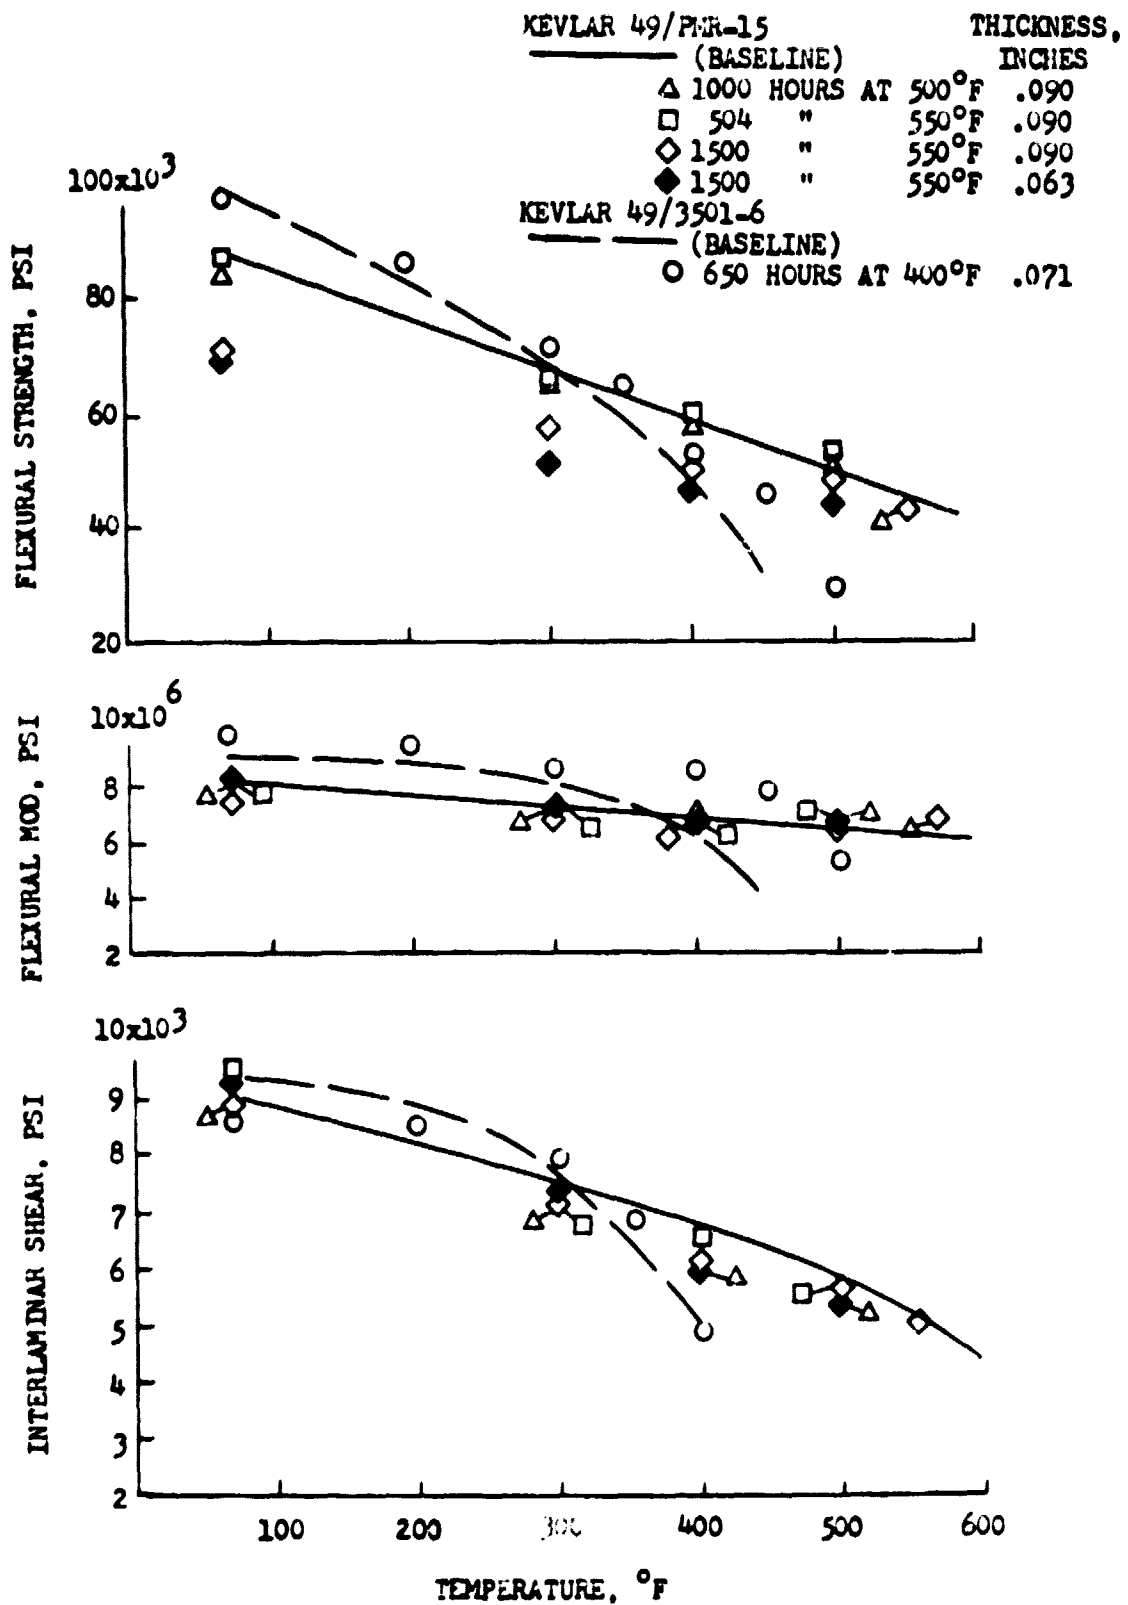 KEVLAR 49/PMR-15 THICKNESS,
(BASELINE) INCHES
1000 HOURS AT 500°F .090
504 " 550°F .090
1500 " 550°F .090
1500 " 550°F .063
KEVLAR 49/3501-6
(BASELINE)
650 HOURS AT 400°F .071
100x10³
80
60
40
20
FLEXURAL STRENGTH, PSI
10x10⁶
8
6
4
2
FLEXURAL MOD, PSI
10x10³
9
8
7
6
5
4
3
2
INTERLAMINAR SHEAR, PSI
100 200 300 400 500 600
TEMPERATURE, °F